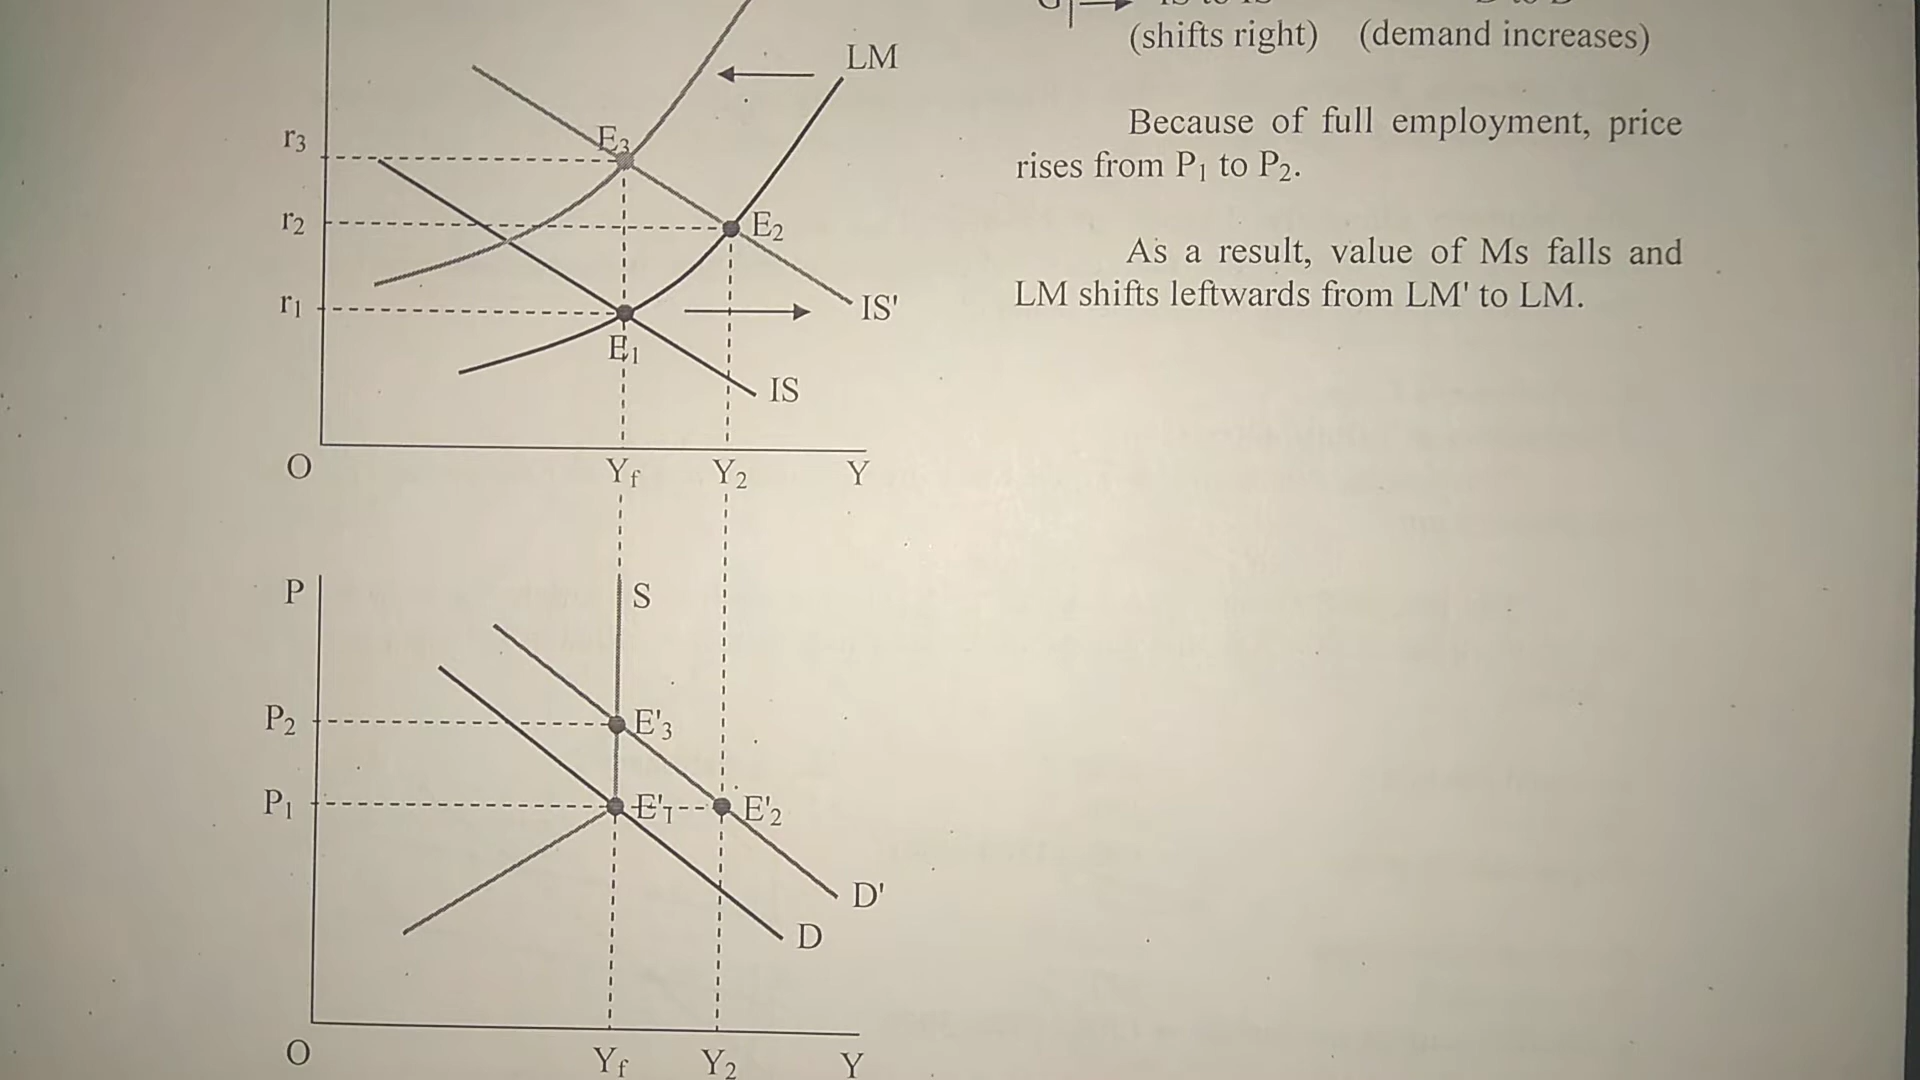 (shifts right) (demand increases)
Because of full employment, price
rises from P₁ to P₂.
As a result, value of Ms falls and
LM shifts leftwards from LM' to LM.
LM
r₃
E₃
r₂
E₂
r₁
IS'
E₁
IS
O
Y_f
Y₂
Y
P
S
P₂
E'₃
P₁
E'₁
E'₂
D'
D
O
Y_f
Y₂
Y